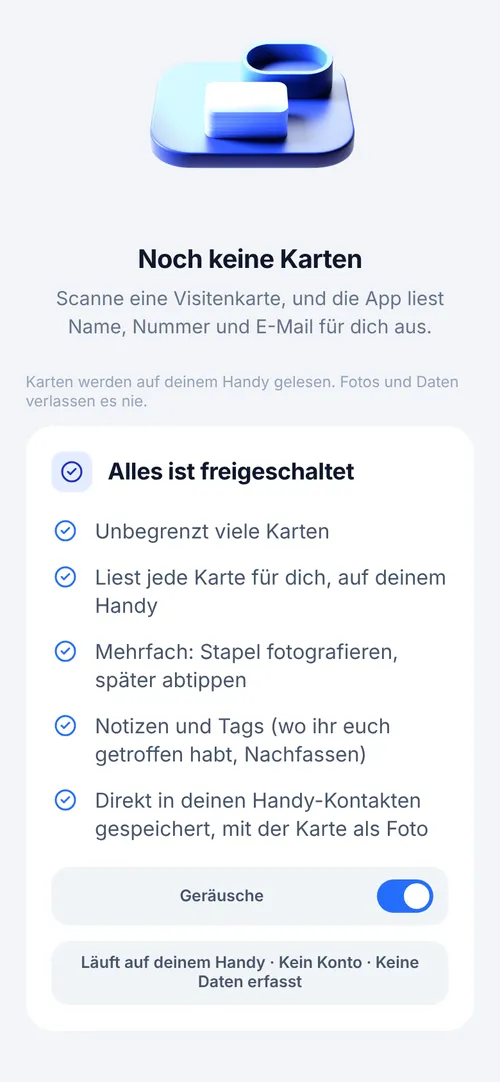 Noch keine Karten
Scanne eine Visitenkarte, und die App liest
Name, Nummer und E-Mail für dich aus.
Karten werden auf deinem Handy gelesen. Fotos und Daten
verlassen es nie.
Alles ist freigeschaltet
Unbegrenzt viele Karten
Liest jede Karte für dich, auf deinem
Handy
Mehrfach: Stapel fotografieren,
später abtippen
Notizen und Tags (wo ihr euch
getroffen habt, Nachfassen)
Direkt in deinen Handy-Kontakten
gespeichert, mit der Karte als Foto
Geräusche
Läuft auf deinem Handy · Kein Konto · Keine
Daten erfasst